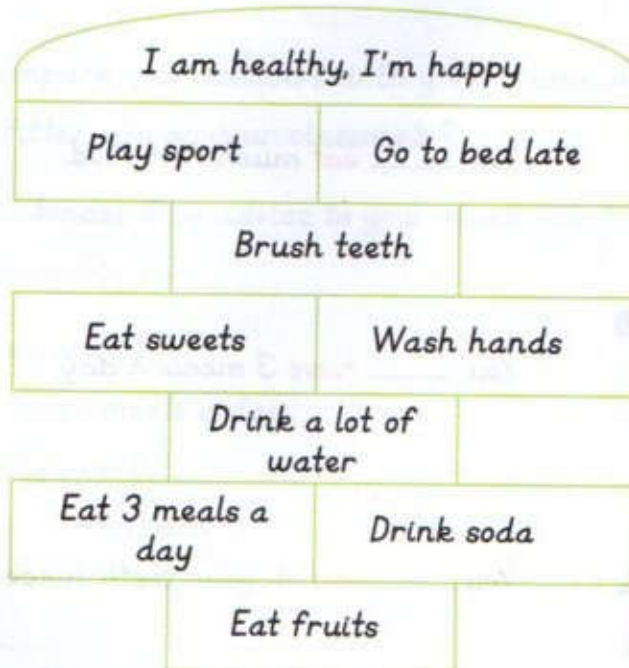 I am healthy, I'm happy
Play sport
Go to bed late
Brush teeth
Eat sweets
Wash hands
Drink a lot of
water
Eat 3 meals a
day
Drink soda
Eat fruits